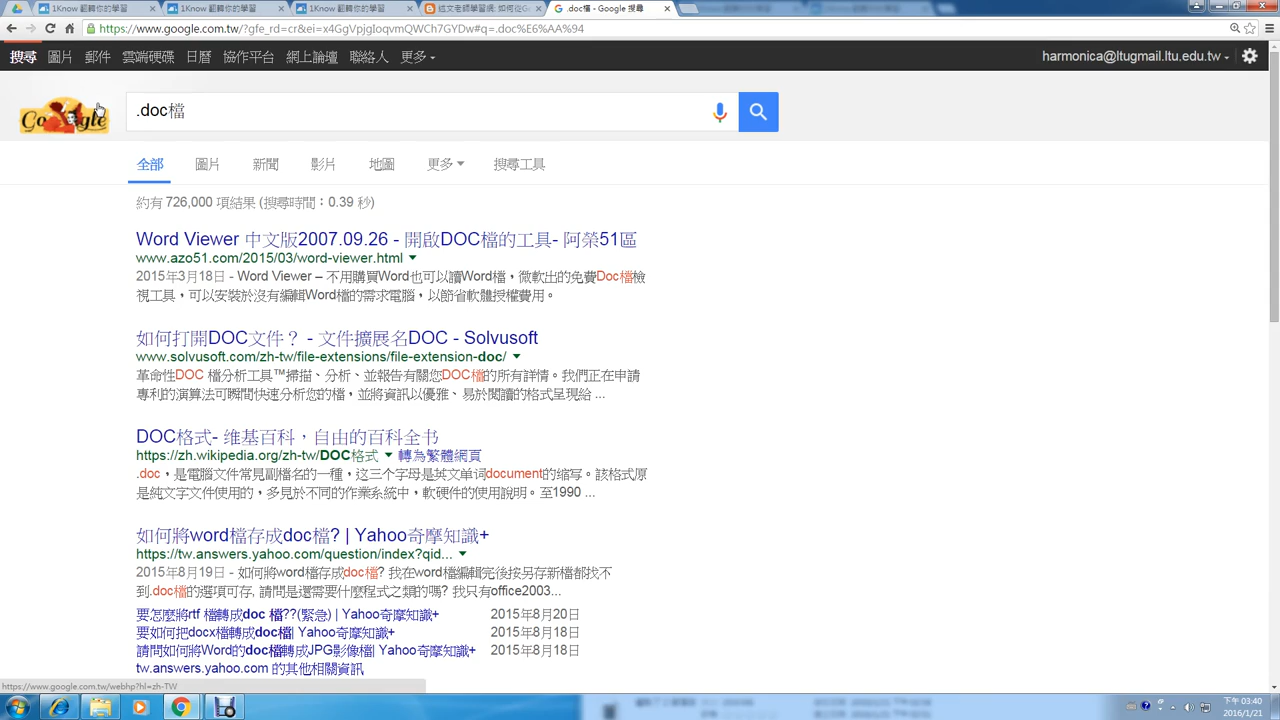 1Know 翻轉你的學習
1Know 翻轉你的學習
1Know 翻轉你的學習
.doc檔 - Google 搜尋
https://www.google.com.tw/?gfe_rd=cr&ei=x4GgVpjgIoqvmQWCh7GYDw#q=.doc%E6%AA%94
搜尋 圖片 郵件 雲端硬碟 日曆 協作平台 網上論壇 聯絡人 更多
harmonica@ltugmail.ltu.edu.tw
Google
.doc檔
全部 圖片 新聞 影片 地圖 更多 搜尋工具
約有 726,000 項結果 (搜尋時間：0.39 秒)
Word Viewer 中文版2007.09.26 - 開啟DOC檔的工具- 阿榮51區
www.azo51.com/2015/03/word-viewer.html
2015年3月18日 - Word Viewer – 不用購買Word也可以讀Word檔，微軟出的免費Doc檔檢
視工具，可以安裝於沒有編輯Word檔的需求電腦，以節省軟體授權費用。
如何打開DOC文件？ - 文件擴展名DOC - Solvusoft
www.solvusoft.com/zh-tw/file-extensions/file-extension-doc/
革命性DOC 檔分析工具™掃描、分析、並報告有關您DOC檔的所有詳情。我們正在申請
專利的演算法可瞬間快速分析您的檔，並將資訊以優雅、易於閱讀的格式呈現給 ...
DOC格式- 维基百科，自由的百科全书
https://zh.wikipedia.org/zh-tw/DOC格式 轉為繁體網頁
.doc，是電腦文件常見副檔名的一種，这三个字母是英文单词document的缩写。該格式原
是純文字文件使用的，多見於不同的作業系統中，軟硬件的使用說明。至1990 ...
如何將word檔存成doc檔? | Yahoo奇摩知識+
https://tw.answers.yahoo.com/question/index?qid...
2015年8月19日 - 如何將word檔存成doc檔? 我在word檔編輯完後按另存新檔都找不
到.doc檔的選項可存, 請問是還需要什麼程式之類的嗎? 我只有office2003...
要怎麼將rtf 檔轉成doc 檔??(緊急) | Yahoo奇摩知識+ 2015年8月20日
要如何把docx檔轉成doc檔| Yahoo奇摩知識+ 2015年8月18日
請問如何將Word的doc檔轉成JPG影像檔| Yahoo奇摩知識+ 2015年8月18日
tw.answers.yahoo.com 的其他相關資訊
https://www.google.com.tw/webhp?hl=zh-TW
下午 03:40
2016/1/21